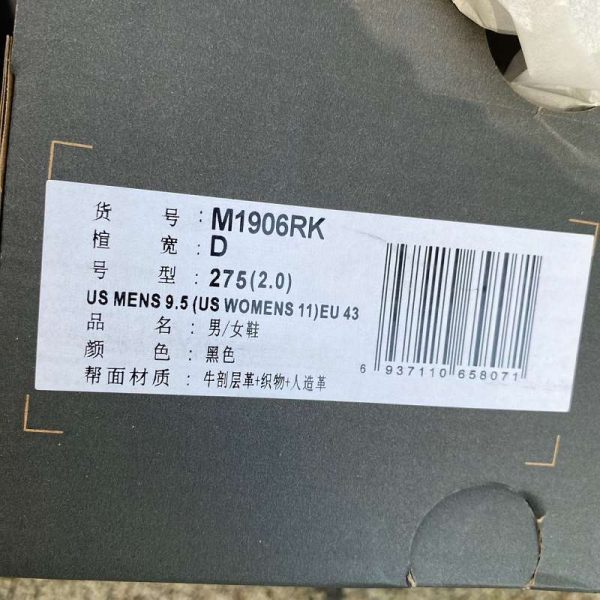 货 号 : M1906RK
楦 宽 : D
号 型 : 275(2.0)
US MENS 9.5 (US WOMENS 11)EU 43
品 名 : 男/女鞋
颜 色 : 黑色
帮面材质 : 牛剖层革+织物+人造革
6 937110 658071